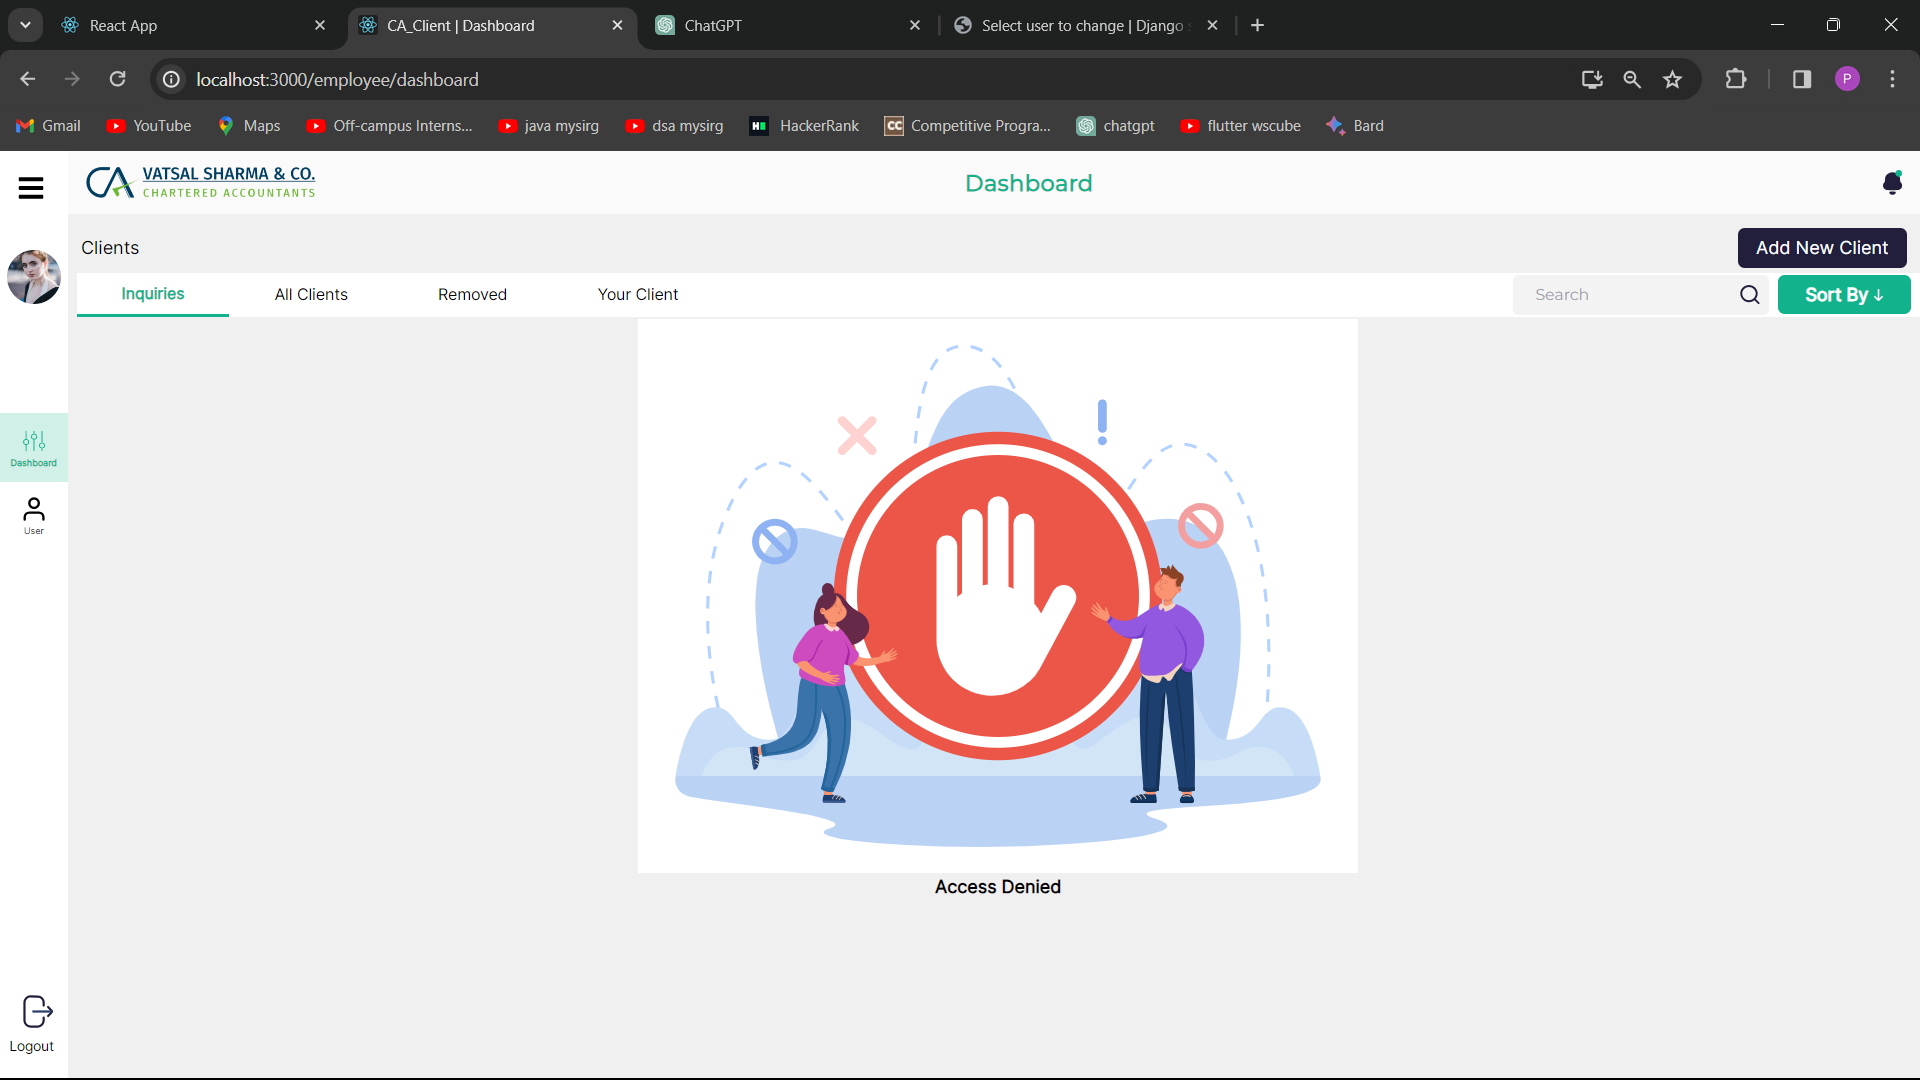 React App
CA_Client | Dashboard
ChatGPT
Select user to change | Django
localhost:3000/employee/dashboard
P
Gmail
YouTube
Maps
Off-campus Interns...
java mysirg
dsa mysirg
HackerRank
CC
Competitive Progra...
chatgpt
flutter wscube
Bard
CA
VATSAL SHARMA & CO.
CHARTERED ACCOUNTANTS
Dashboard
Clients
Add New Client
Inquiries
All Clients
Removed
Your Client
Search
Sort By ↓
Dashboard
User
Access Denied
Logout